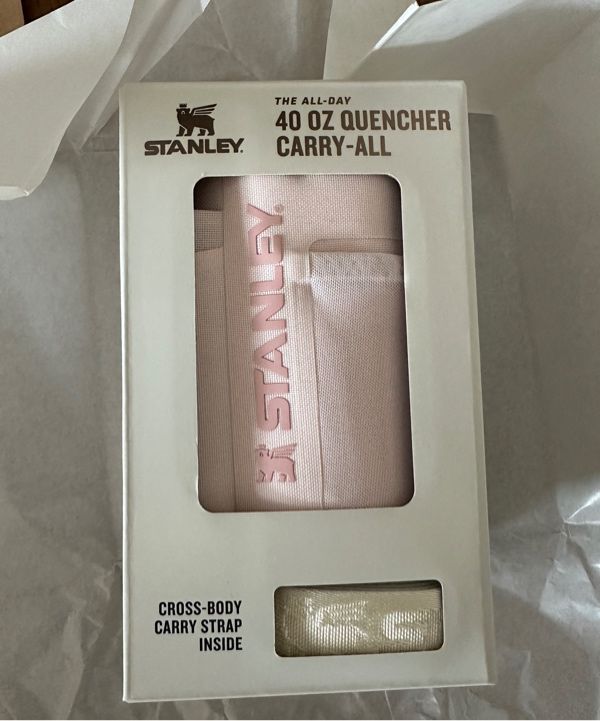 STANLEY.
THE ALL-DAY
40 OZ QUENCHER
CARRY-ALL
STANLEY®
CROSS-BODY
CARRY STRAP
INSIDE